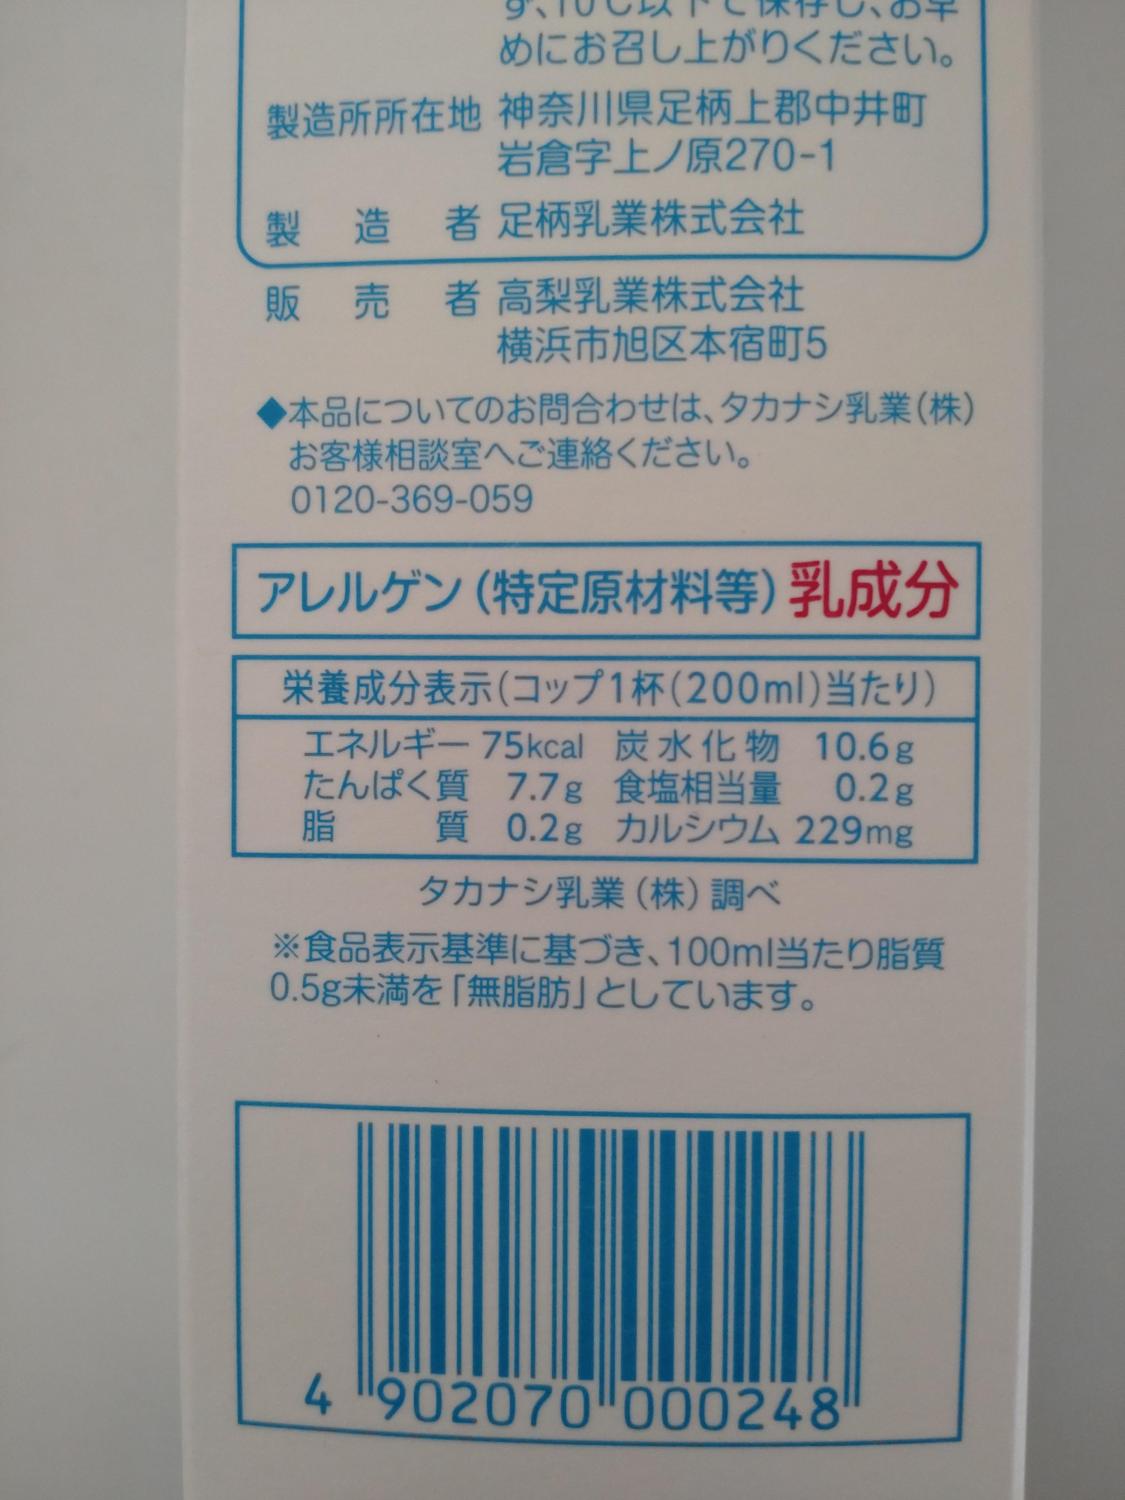 ず、10℃以下で保存し、お早
めにお召し上がりください。
製造所所在地 神奈川県足柄上郡中井町
岩倉字上ノ原270-1
製造者 足柄乳業株式会社
販売者 高梨乳業株式会社
横浜市旭区本宿町5
◆本品についてのお問合わせは、タカナシ乳業(株)
お客様相談室へご連絡ください。
0120-369-059
アレルゲン(特定原材料等)乳成分
栄養成分表示(コップ1杯(200ml)当たり)
エネルギー 75kcal 炭水化物 10.6g
たんぱく質 7.7g 食塩相当量 0.2g
脂質 0.2g カルシウム 229mg
タカナシ乳業(株)調べ
※食品表示基準に基づき、100ml当たり脂質
0.5g未満を「無脂肪」としています。
4 902070 000248